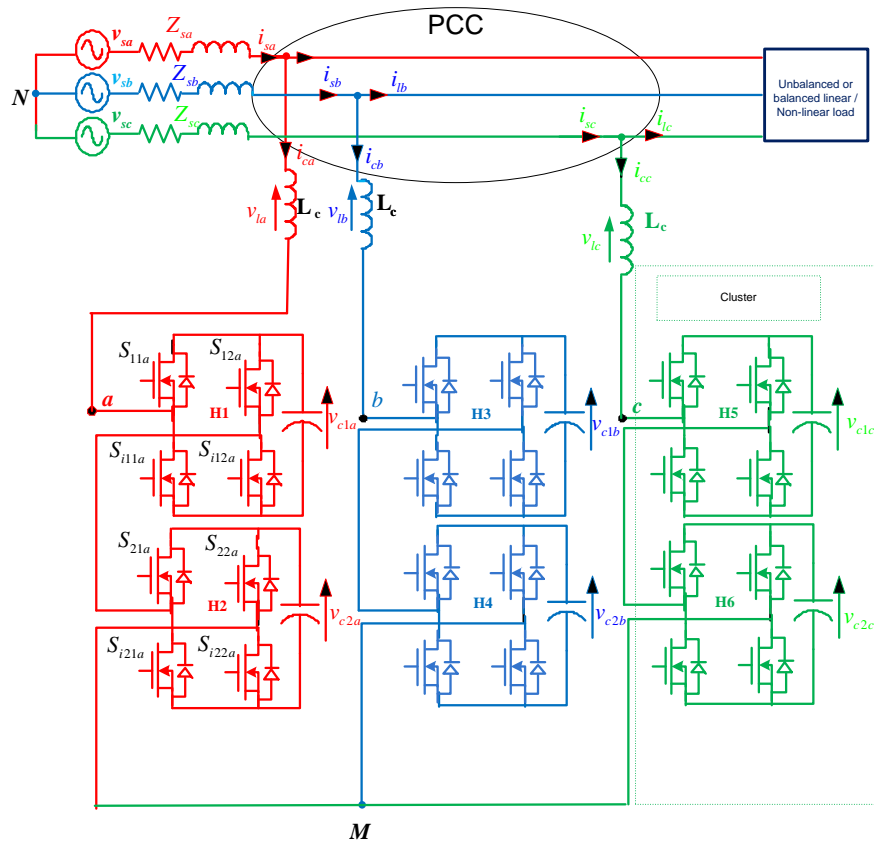 PCC
v_sa Z_sa i_sa
v_sb Z_sb i_sb i_lb
N
v_sc Z_sc i_sc i_lc
Unbalanced or
balanced linear /
Non-linear load
i_ca i_cb i_cc
v_la L_c v_lb L_c v_lc L_c
Cluster
S_11a S_12a
a H1 v_c1a b H3 v_c1b c H5 v_c1c
S_i11a S_i12a
S_21a S_22a
H2 v_c2a H4 v_c2b H6 v_c2c
S_i21a S_i22a
M